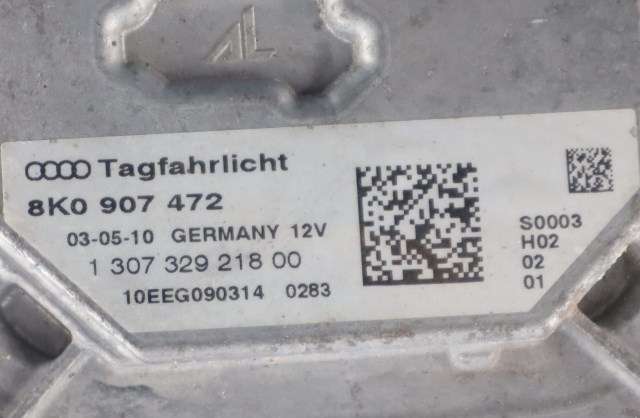 Tagfahrlicht
8K0 907 472
03-05-10 GERMANY 12V
1 307 329 218 00
10EEG090314 0283
S0003
H02
02
01
AL